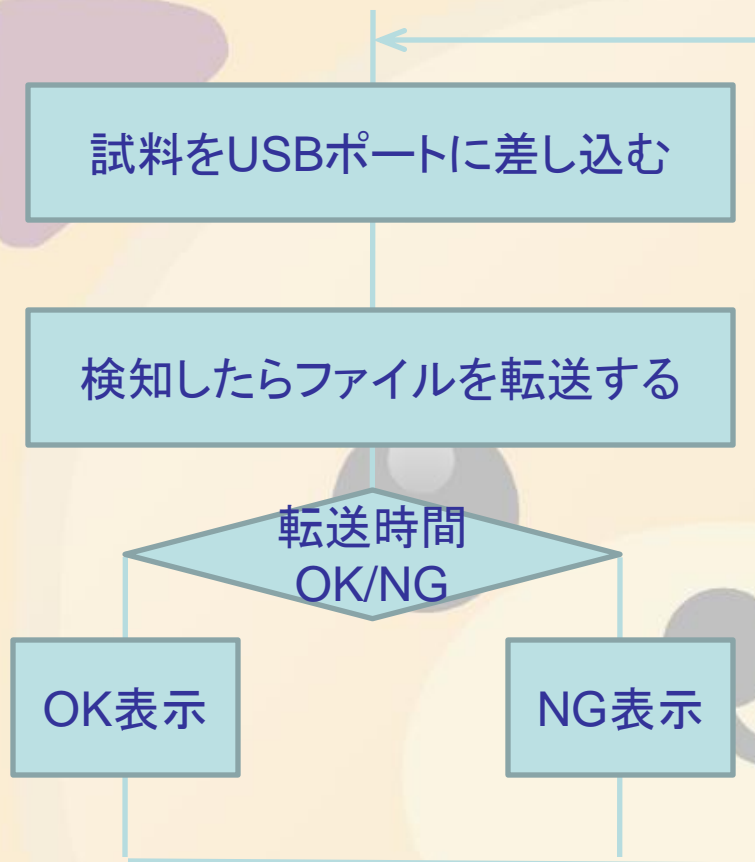 試料をUSBポートに差し込む
検知したらファイルを転送する
転送時間
OK/NG
OK表示
NG表示